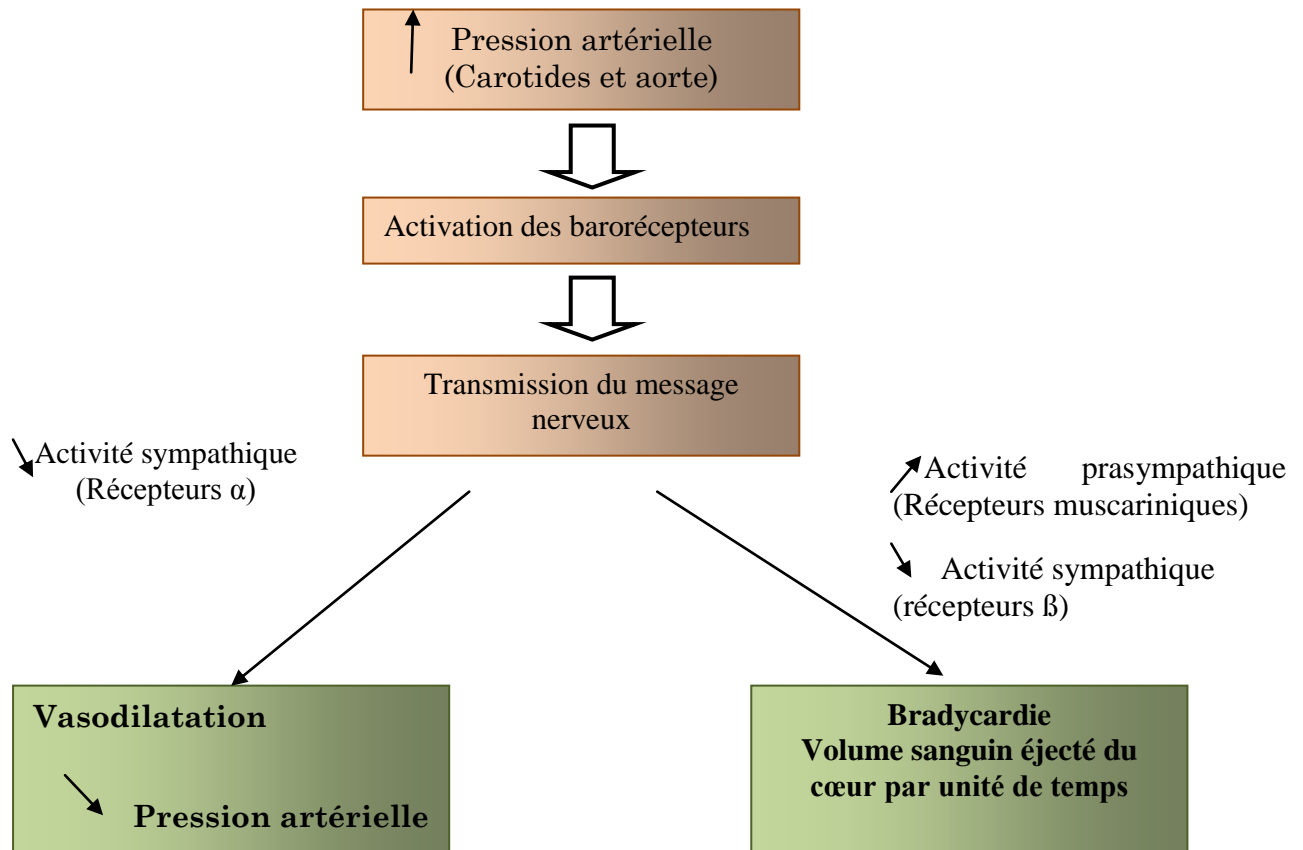 Pression artérielle
(Carotides et aorte)
Activation des barorécepteurs
Transmission du message
nerveux
Activité sympathique
(Récepteurs α)
Activité prasympathique
(Récepteurs muscariniques)
Activité sympathique
(récepteurs ß)
Vasodilatation
Pression artérielle
Bradycardie
Volume sanguin éjecté du
cœur par unité de temps